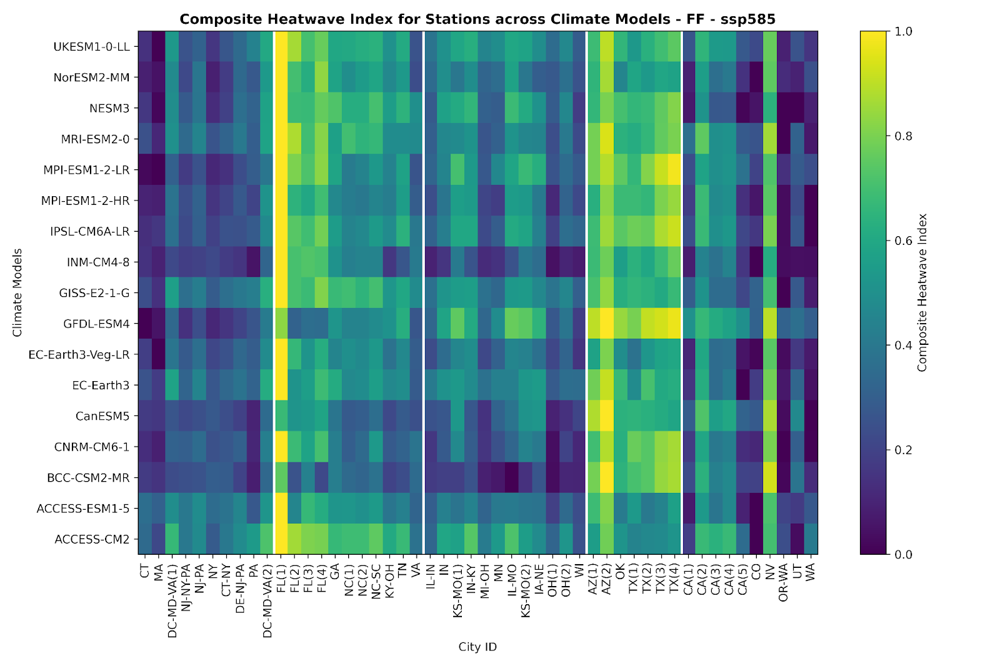 Composite Heatwave Index for Stations across Climate Models - FF - ssp585
Climate Models
UKESM1-0-LL
NorESM2-MM
NESM3
MRI-ESM2-0
MPI-ESM1-2-LR
MPI-ESM1-2-HR
IPSL-CM6A-LR
INM-CM4-8
GISS-E2-1-G
GFDL-ESM4
EC-Earth3-Veg-LR
EC-Earth3
CanESM5
CNRM-CM6-1
BCC-CSM2-MR
ACCESS-ESM1-5
ACCESS-CM2
CT
MA
DC-MD-VA(1)
NJ-NY-PA
NJ-PA
NY
CT-NY
DE-NJ-PA
PA
DC-MD-VA(2)
FL(1)
FL(2)
FL(3)
FL(4)
GA
NC(1)
NC(2)
NC-SC
KY-OH
TN
VA
IL-IN
IN
KS-MO(1)
IN-KY
MI-OH
MN
IL-MO
KS-MO(2)
IA-NE
OH(1)
OH(2)
WI
AZ(1)
AZ(2)
OK
TX(1)
TX(2)
TX(3)
TX(4)
CA(1)
CA(2)
CA(3)
CA(4)
CA(5)
CO
NV
OR-WA
UT
WA
City ID
1.0
0.8
0.6
0.4
0.2
0.0
Composite Heatwave Index